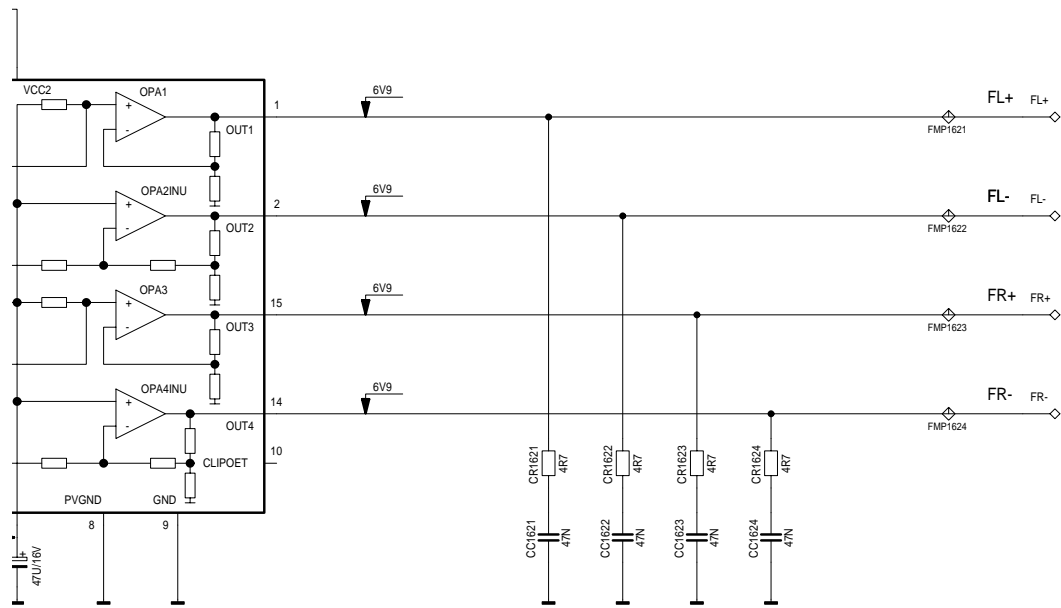 VCC2
OPA1
1
6V9
FL+
FL+
OUT1
FMP1621
OPA2INU
2
6V9
FL-
FL-
OUT2
FMP1622
OPA3
15
6V9
FR+
FR+
OUT3
FMP1623
OPA4INU
14
6V9
FR-
FR-
OUT4
FMP1624
CLIPOET
10
CR1621
4R7
CR1622
4R7
CR1623
4R7
CR1624
4R7
PVGND
GND
8
9
CC1621
47N
CC1622
47N
CC1623
47N
CC1624
47N
47U/16V